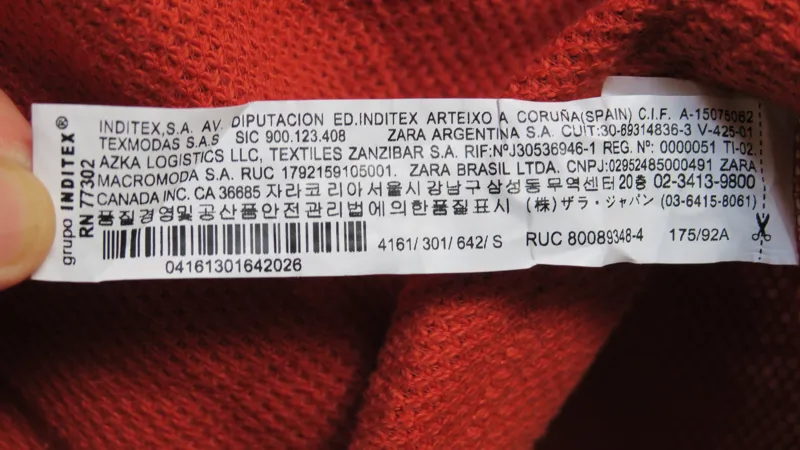 grupo INDITEX®
RN 77302
INDITEX,S.A. AV. DIPUTACION ED.INDITEX ARTEIXO A CORUÑA(SPAIN) C.I.F. A-15075062
TEXMODAS S.A.S SIC 900.123.408 ZARA ARGENTINA S.A. CUIT:30-69314836-3 V-425-01
AZKA LOGISTICS LLC, TEXTILES ZANZIBAR S.A. RIF:NºJ30536946-1 REG. Nº: 0000051 TI-02
MACROMODA S.A. RUC 1792159105001. ZARA BRASIL LTDA. CNPJ:02952485000491 ZARA
CANADA INC. CA 36685 자라코리아서울시강남구삼성동무역센터20층 02-3413-9800
품질경영및공산품안전관리법에의한품질표시 (株)ザラ・ジャパン (03-6415-8061)
4161/ 301/ 642/ S RUC 80089348-4 175/92A
04161301642026